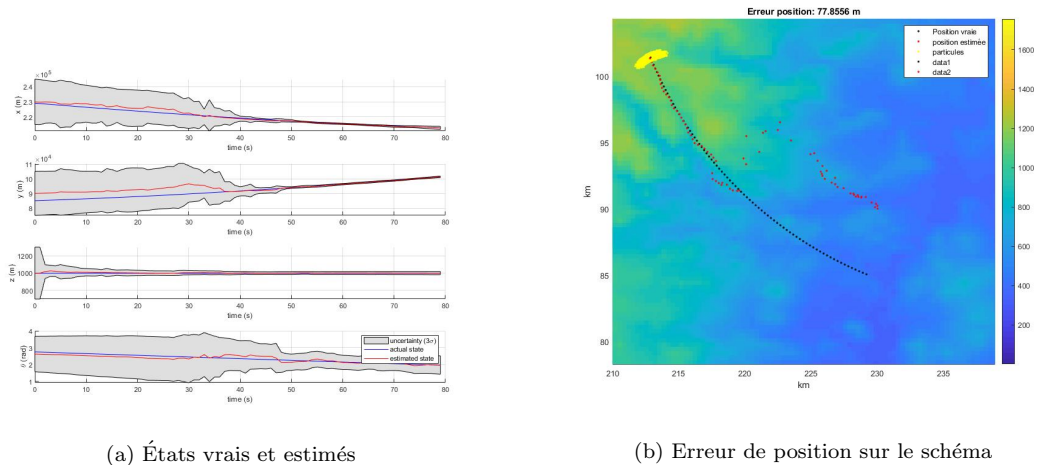 × 10⁵
2.4
2.3
2.2
x (m)
0 10 20 30 40 50 60 70 80
time (s)
× 10⁴
11
10
9
8
y (m)
0 10 20 30 40 50 60 70 80
time (s)
1200
1000
800
z (m)
0 10 20 30 40 50 60 70 80
time (s)
4
3
2
1
θ (rad)
uncertainty (3σ)
actual state
estimated state
0 10 20 30 40 50 60 70 80
time (s)
(a) États vrais et estimés
Erreur position: 77.8556 m
Position vraie
position estimée
particules
data1
data2
100
95
90
85
80
km
210 215 220 225 230 235
km
1600
1400
1200
1000
800
600
400
200
(b) Erreur de position sur le schéma